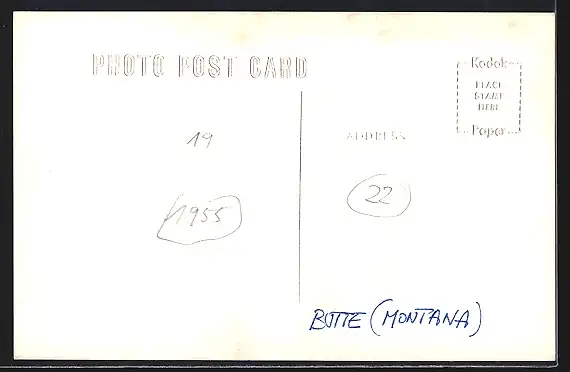 PHOTO POST CARD
Kodak
PLACE
STAMP
HERE
Paper
19
ADDRESS
1955
22
BUTTE (MONTANA)